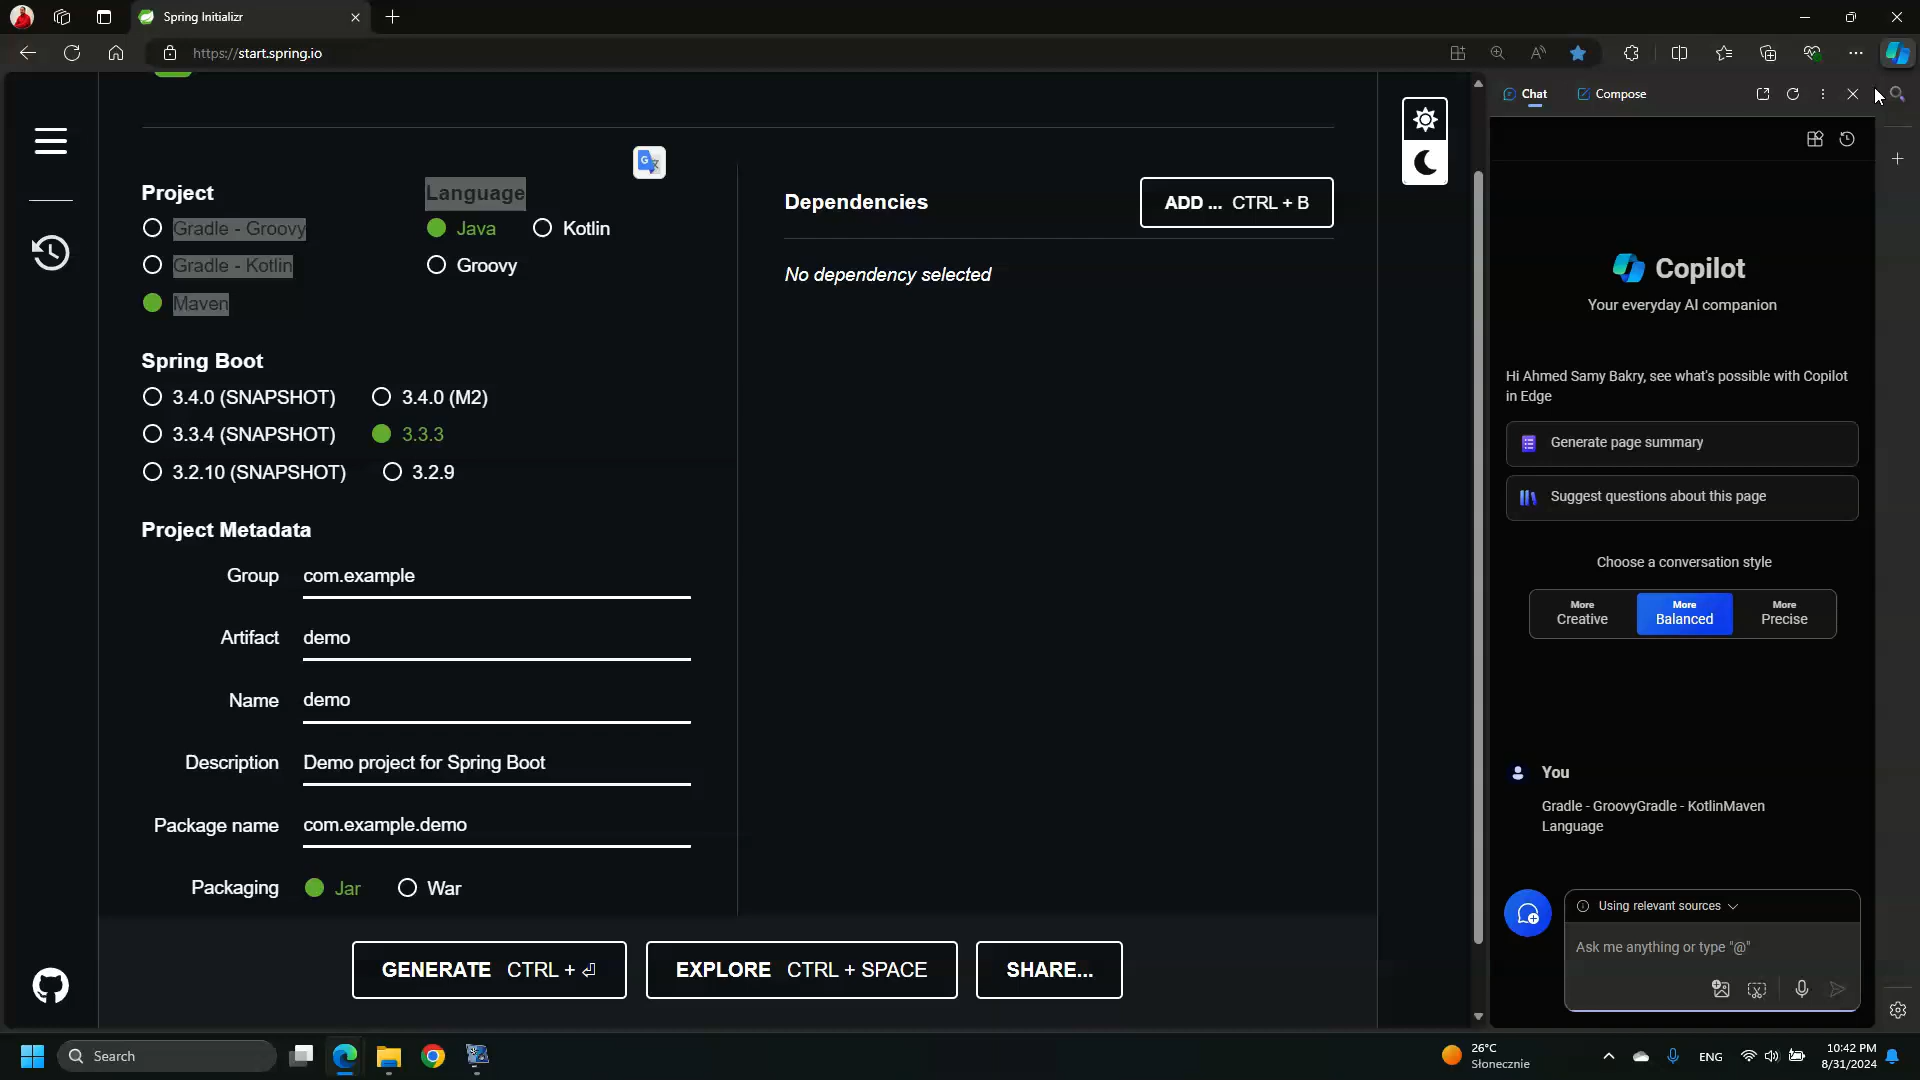 Spring Initializr
https://start.spring.io
Project
Gradle - Groovy
Gradle - Kotlin
Maven
Language
Java
Kotlin
Groovy
Spring Boot
3.4.0 (SNAPSHOT)
3.4.0 (M2)
3.3.4 (SNAPSHOT)
3.3.3
3.2.10 (SNAPSHOT)
3.2.9
Project Metadata
Group com.example
Artifact demo
Name demo
Description Demo project for Spring Boot
Package name com.example.demo
Packaging Jar War
Dependencies
ADD ... CTRL + B
No dependency selected
GENERATE CTRL + ⏎
EXPLORE CTRL + SPACE
SHARE...
Chat
Compose
Copilot
Your everyday AI companion
Hi Ahmed Samy Bakry, see what's possible with Copilot
in Edge
Generate page summary
Suggest questions about this page
Choose a conversation style
More
Creative
More
Balanced
More
Precise
You
Gradle - GroovyGradle - KotlinMaven
Language
Using relevant sources
Ask me anything or type "@"
Search
26°C
Słonecznie
ENG
10:42 PM
8/31/2024